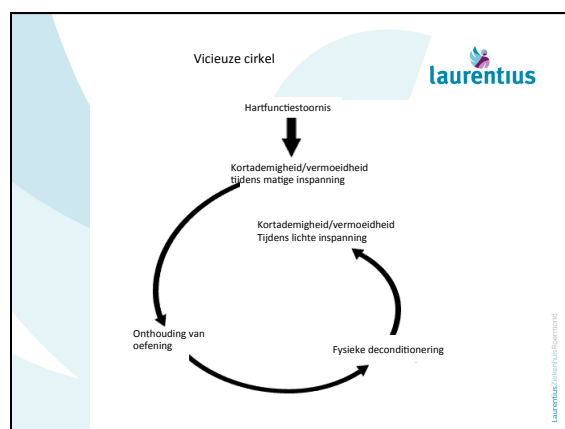 Vicieuze cirkel
laurentius
Hartfunctiestoornis
Kortademigheid/vermoeidheid
tijdens matige inspanning
Kortademigheid/vermoeidheid
Tijdens lichte inspanning
Onthouding van
oefening
Fysieke deconditionering
LaurentiusZiekenhuisRoermond